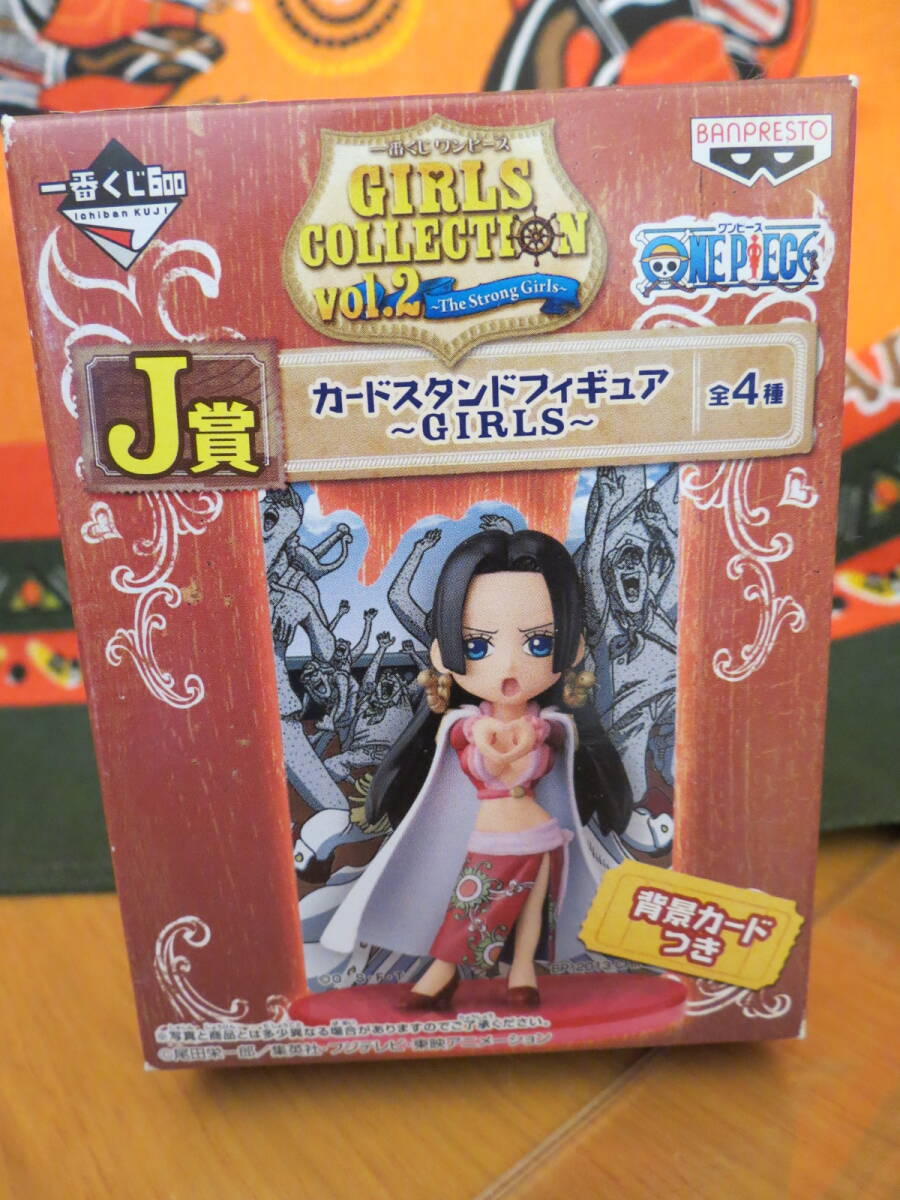 一番くじ600
Ichiban KUJI
一番くじ ワンピース
GIRLS
COLLECTION
vol.2
~The Strong Girls~
BANPRESTO
ワンピース
ONE PIECE
J賞
カードスタンドフィギュア
~GIRLS~
全4種
背景カード
つき
※写真と商品とは多少異なる場合がありますのでご了承ください。
©尾田栄一郎/集英社・フジテレビ・東映アニメーション